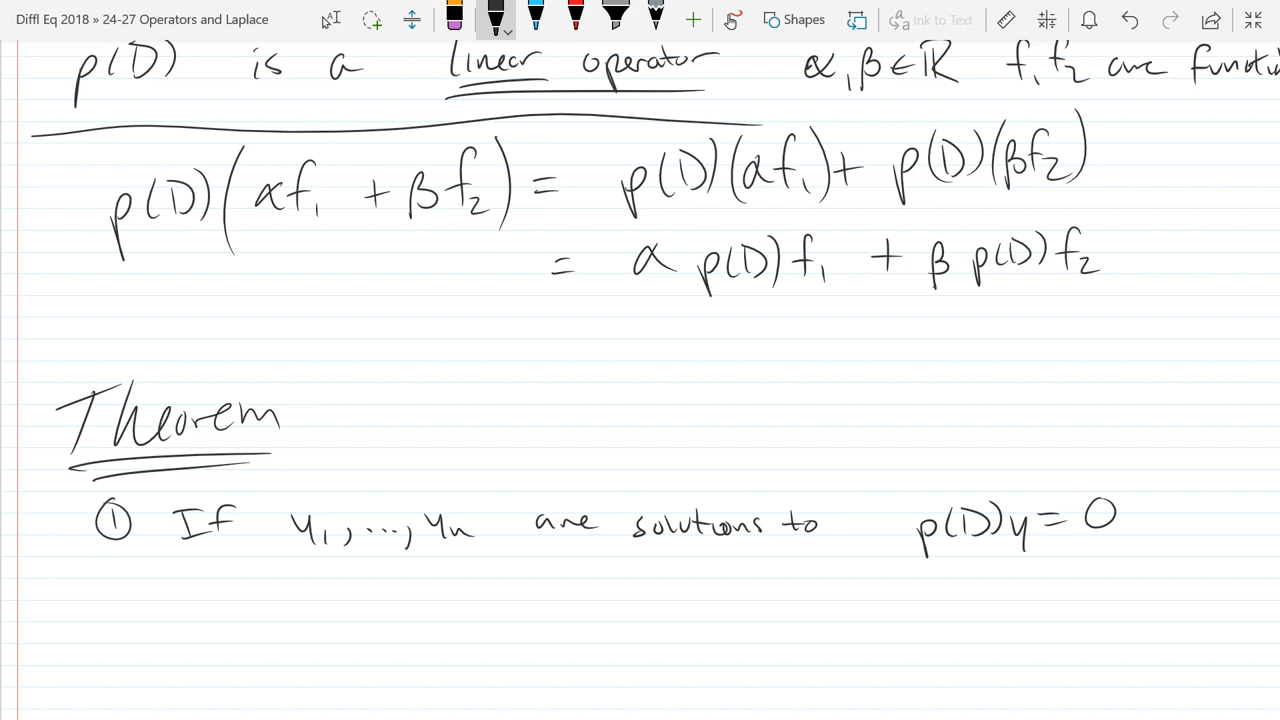 Diffl Eq 2018 » 24-27 Operators and Laplace
Shapes
Ink to Text
p(D) is a linear operator α, β ∈ ℝ f₁, f₂ are functi
p(D)(αf₁ + βf₂) = p(D)(αf₁) + p(D)(βf₂)
= α p(D)f₁ + β p(D)f₂
Theorem
① If y₁, ..., yₙ are solutions to p(D)y = 0